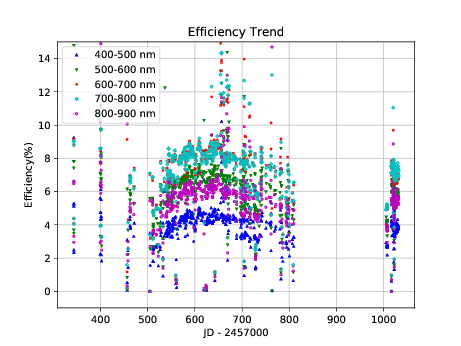 Efficiency Trend
14
12
10
8
6
4
2
0
Efficiency(%)
400-500 nm
500-600 nm
600-700 nm
700-800 nm
800-900 nm
400
500
600
700
800
900
1000
JD - 2457000